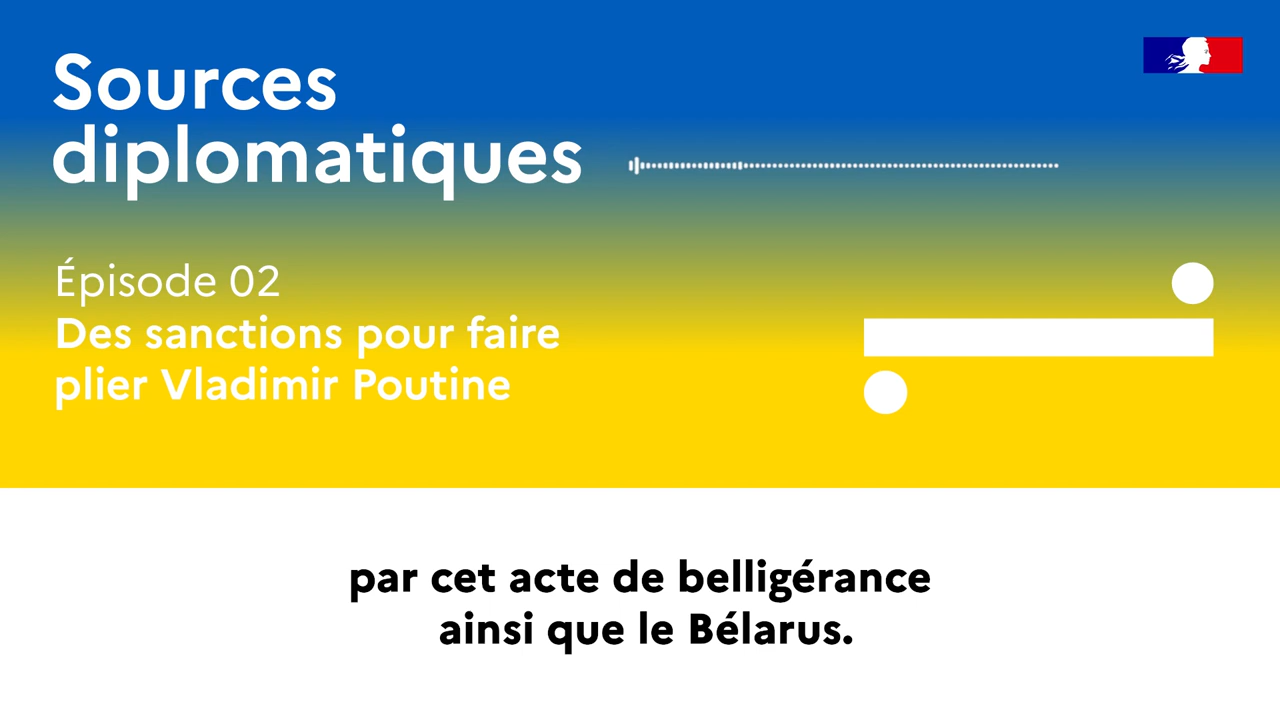 Sources
diplomatiques
Épisode 02
Des sanctions pour faire
plier Vladimir Poutine
par cet acte de belligérance
ainsi que le Bélarus.